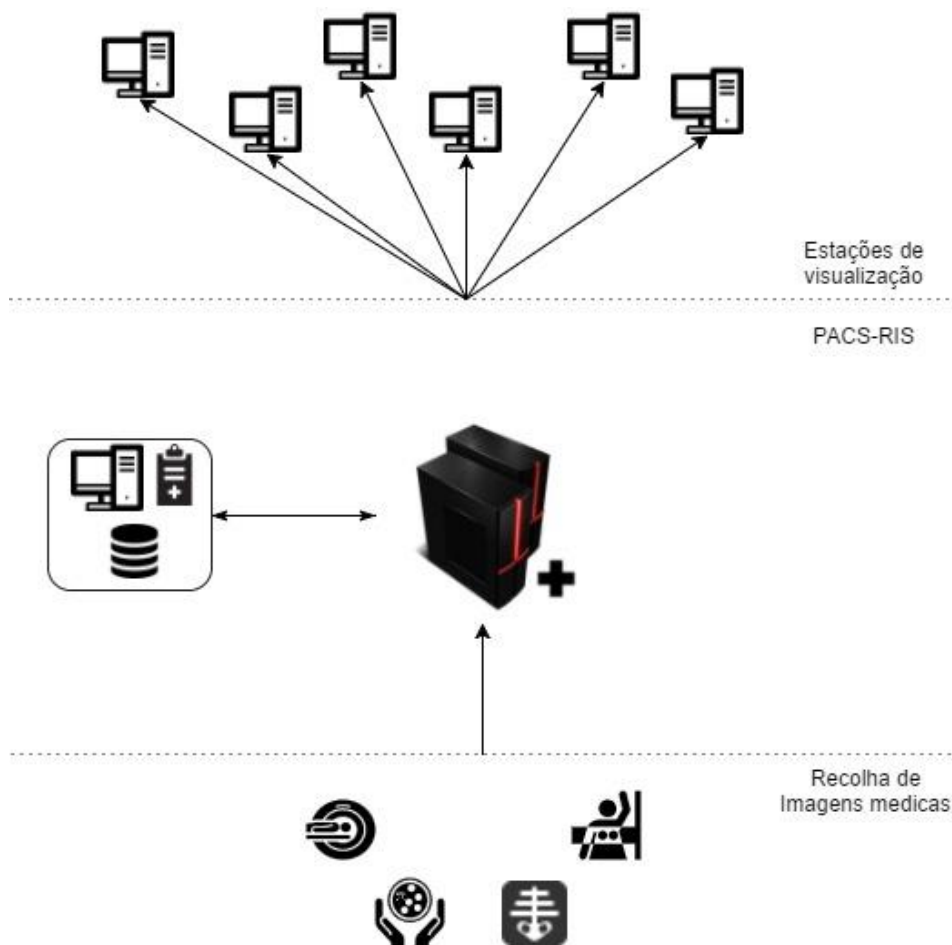 Estações de
visualização
PACS-RIS
Recolha de
Imagens medicas